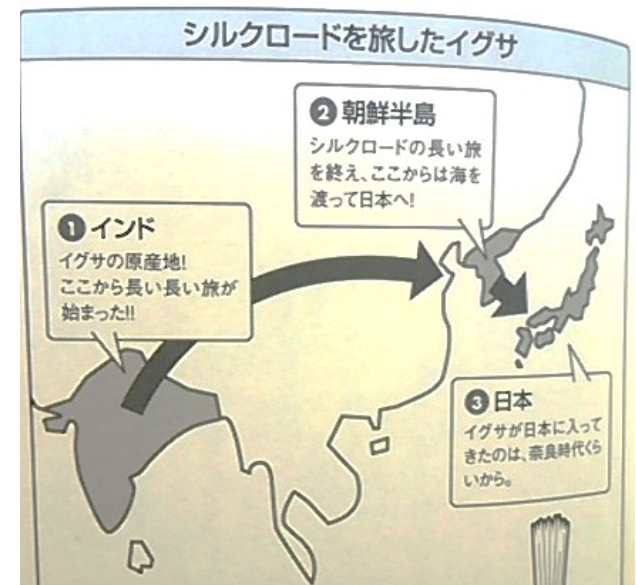 シルクロードを旅したイグサ
❶インド
イグサの原産地!
ここから長い長い旅が
始まった!!
❷朝鮮半島
シルクロードの長い旅
を終え、ここからは海を
渡って日本へ!
❸日本
イグサが日本に入って
きたのは、奈良時代くら
いから。